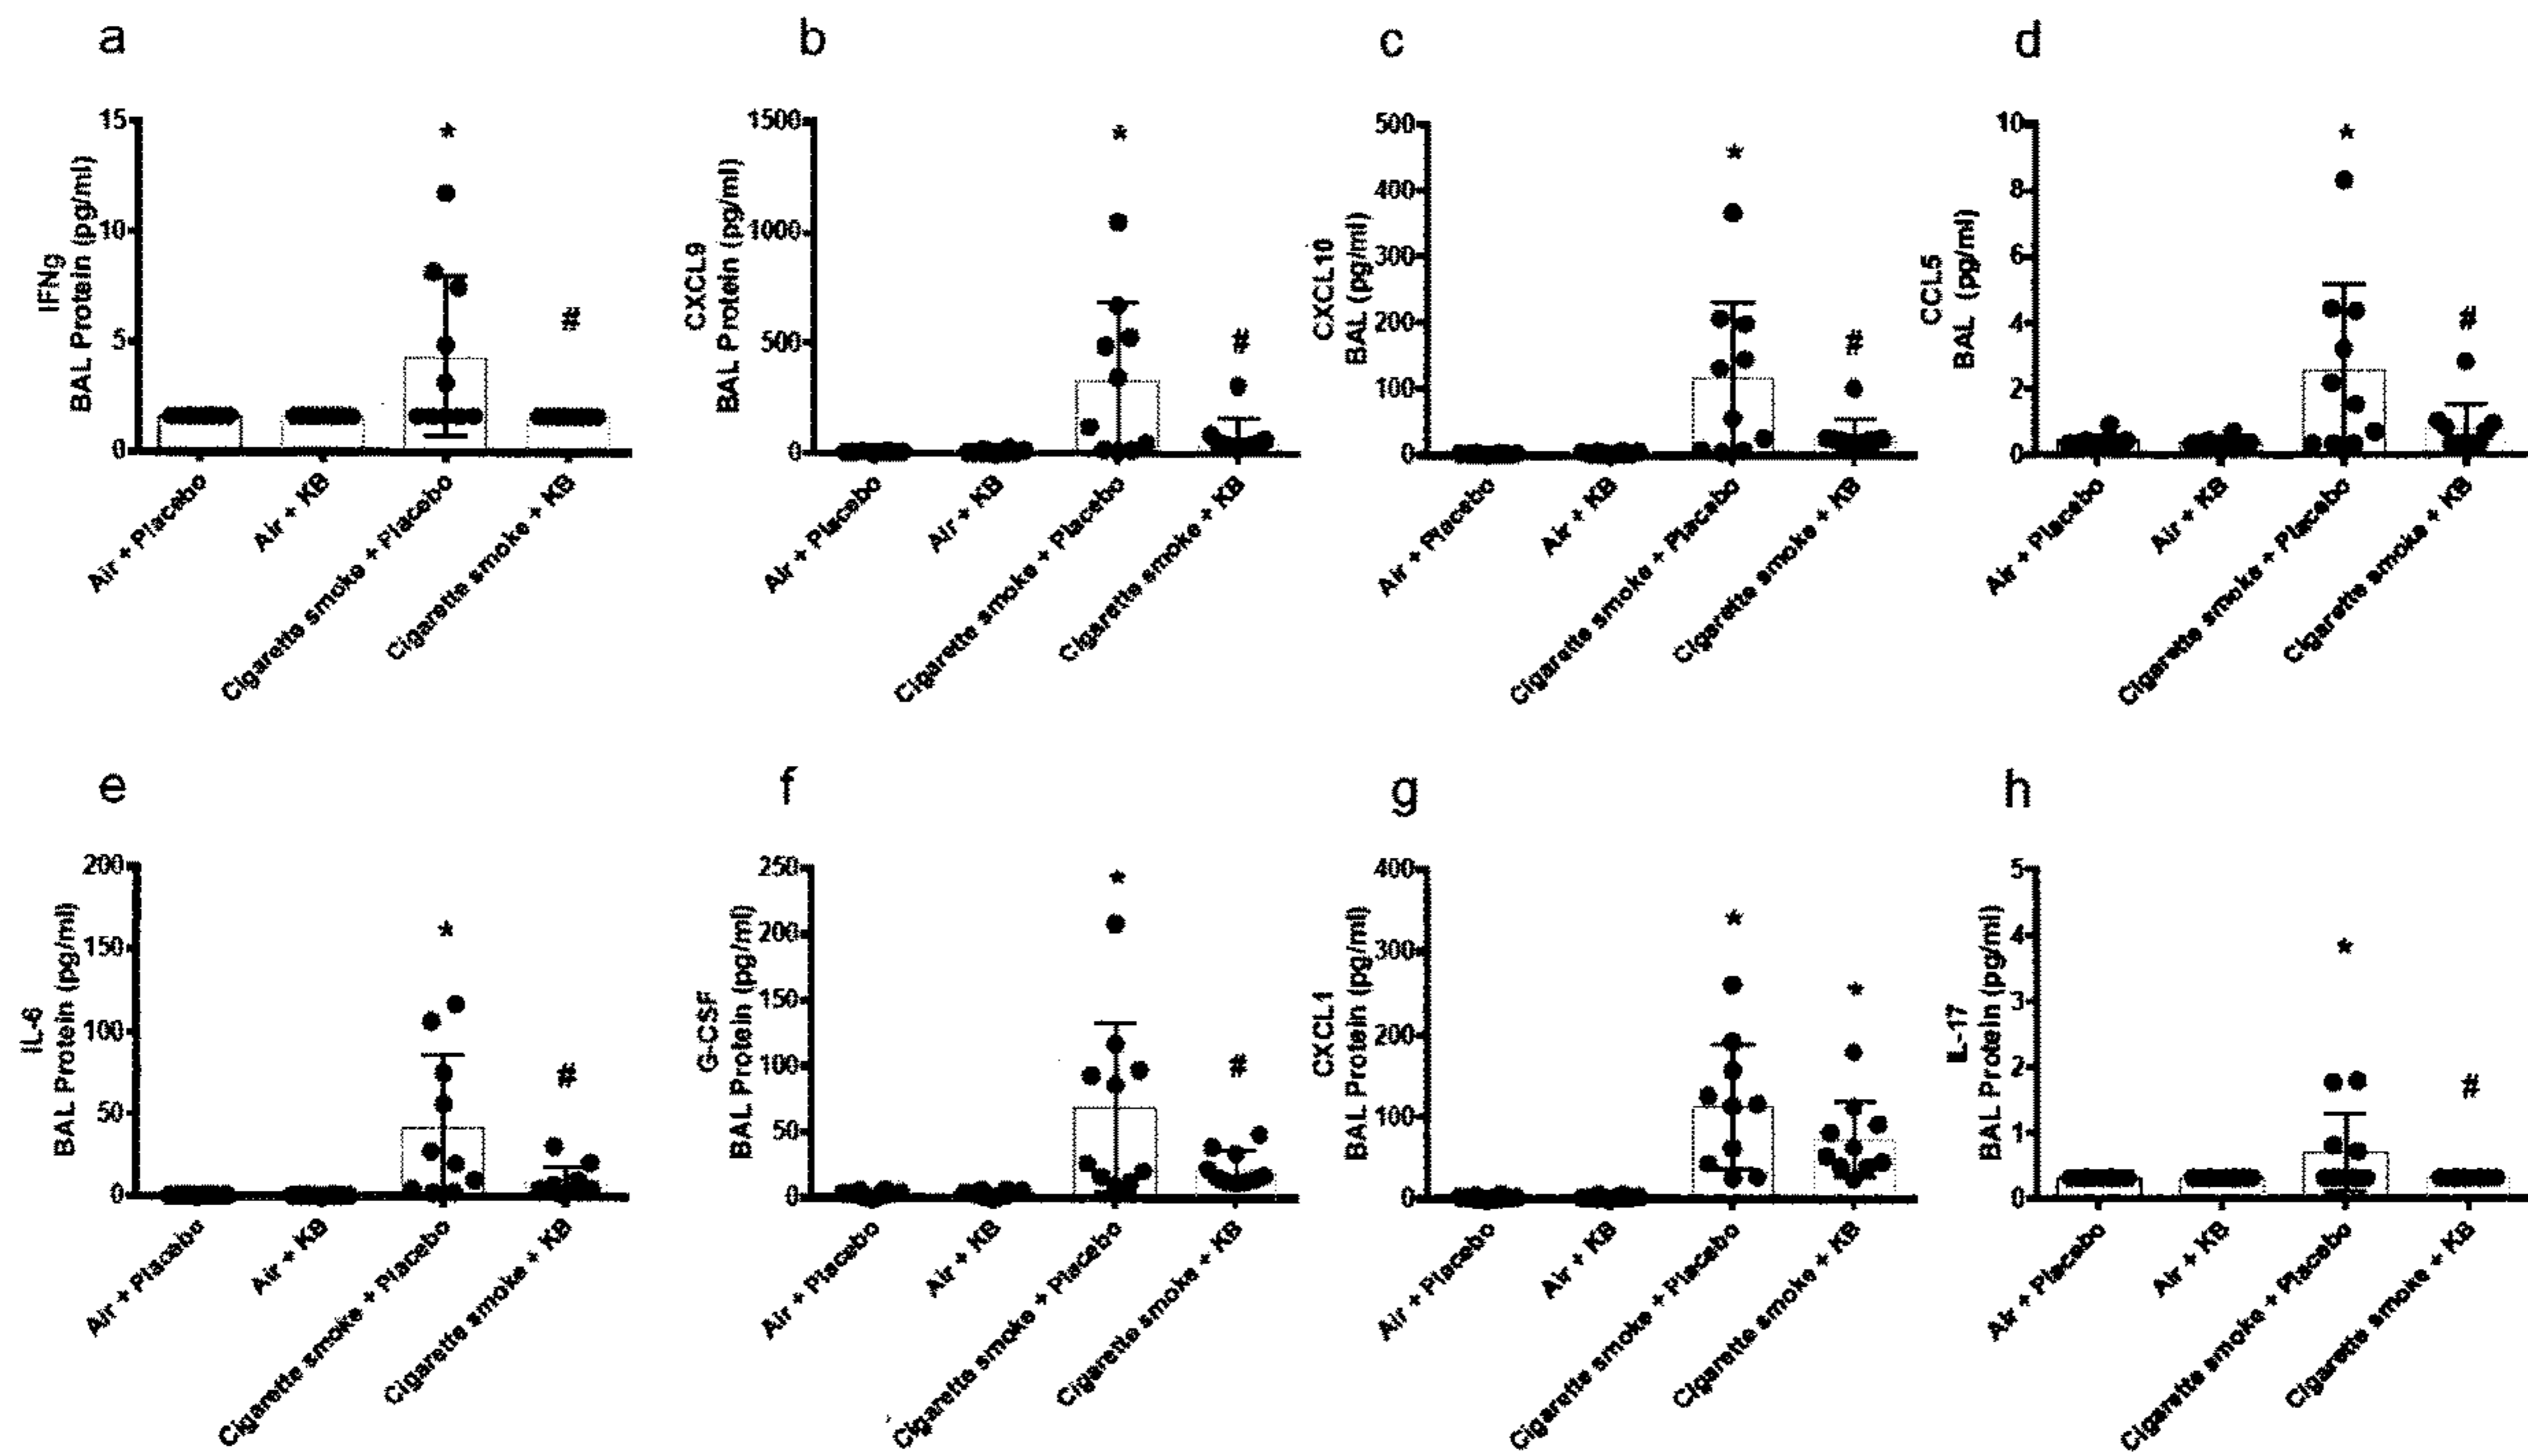 a
IFNg
BAL Protein (pg/ml)
15
10
5
0
*
#
Air + Placebo
Air + KB
Cigarette smoke + Placebo
Cigarette smoke + KB
b
CXCL9
BAL Protein (pg/ml)
1500
1000
500
0
*
#
Air + Placebo
Air + KB
Cigarette smoke + Placebo
Cigarette smoke + KB
c
CXCL10
BAL (pg/ml)
500
400
300
200
100
0
*
#
Air + Placebo
Air + KB
Cigarette smoke + Placabo
Cigarette smoke + KB
d
CCL5
BAL (pg/ml)
10
8
6
4
2
0
*
#
Air + Placebo
Air + KB
Cigarette smoke + Placebo
Cigarette smoke + KB
e
IL-6
BAL Protein (pg/ml)
200
150
100
50
0
*
#
Air + Placebo
Air + KB
Cigarette smoke + Placebo
Cigarette smoke + KB
f
G-CSF
BAL Protein (pg/ml)
250
200
150
100
50
0
*
#
Air + Placebo
Air + KB
Cigarette smoke + Placebo
Cigarette smoke + KB
g
CXCL1
BAL Protein (pg/ml)
400
300
200
100
0
*
*
Air + Placebo
Air + KB
Cigarette smoke + Placebo
Cigarette smoke + KB
h
IL-17
BAL Protein (pg/ml)
5
4
3
2
1
0
*
#
Air + Placebo
Air + KB
Cigarette smoke + Placebo
Cigarette smoke + KB